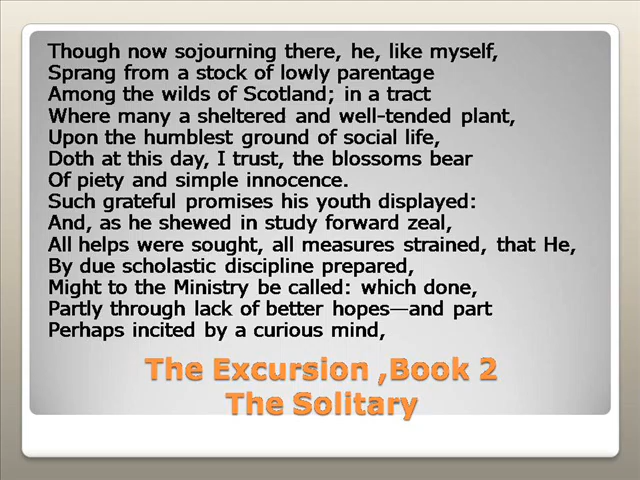 Though now sojourning there, he, like myself,
Sprang from a stock of lowly parentage
Among the wilds of Scotland; in a tract
Where many a sheltered and well-tended plant,
Upon the humblest ground of social life,
Doth at this day, I trust, the blossoms bear
Of piety and simple innocence.
Such grateful promises his youth displayed:
And, as he shewed in study forward zeal,
All helps were sought, all measures strained, that He,
By due scholastic discipline prepared,
Might to the Ministry be called: which done,
Partly through lack of better hopes—and part
Perhaps incited by a curious mind,
The Excursion ,Book 2
The Solitary